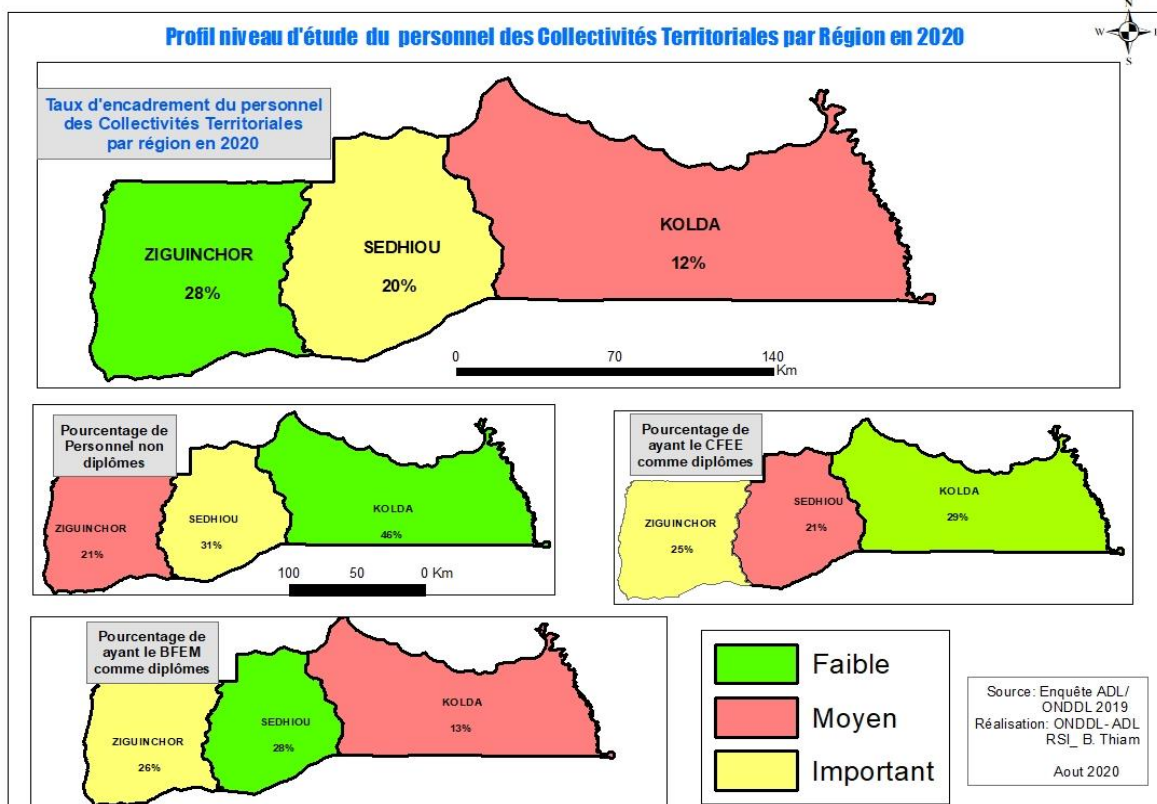 Profil niveau d'étude du personnel des Collectivités Territoriales par Région en 2020
N
W
S
Taux d'encadrement du personnel
des Collectivités Territoriales
par région en 2020
ZIGUINCHOR
28%
SEDHIOU
20%
KOLDA
12%
0 70 140
Km
Pourcentage de
Personnel non
diplômes
ZIGUINCHOR
21%
SEDHIOU
31%
KOLDA
46%
100 50 0 Km
Pourcentage de
ayant le CFEE
comme diplômes
ZIGUINCHOR
25%
SEDHIOU
21%
KOLDA
29%
Pourcentage de
ayant le BFEM
comme diplômes
ZIGUINCHOR
26%
SEDHIOU
28%
KOLDA
13%
Faible
Moyen
Important
Source: Enquête ADL/
ONDDL 2019
Réalisation: ONDDL- ADL
RSI_ B. Thiam
Aout 2020